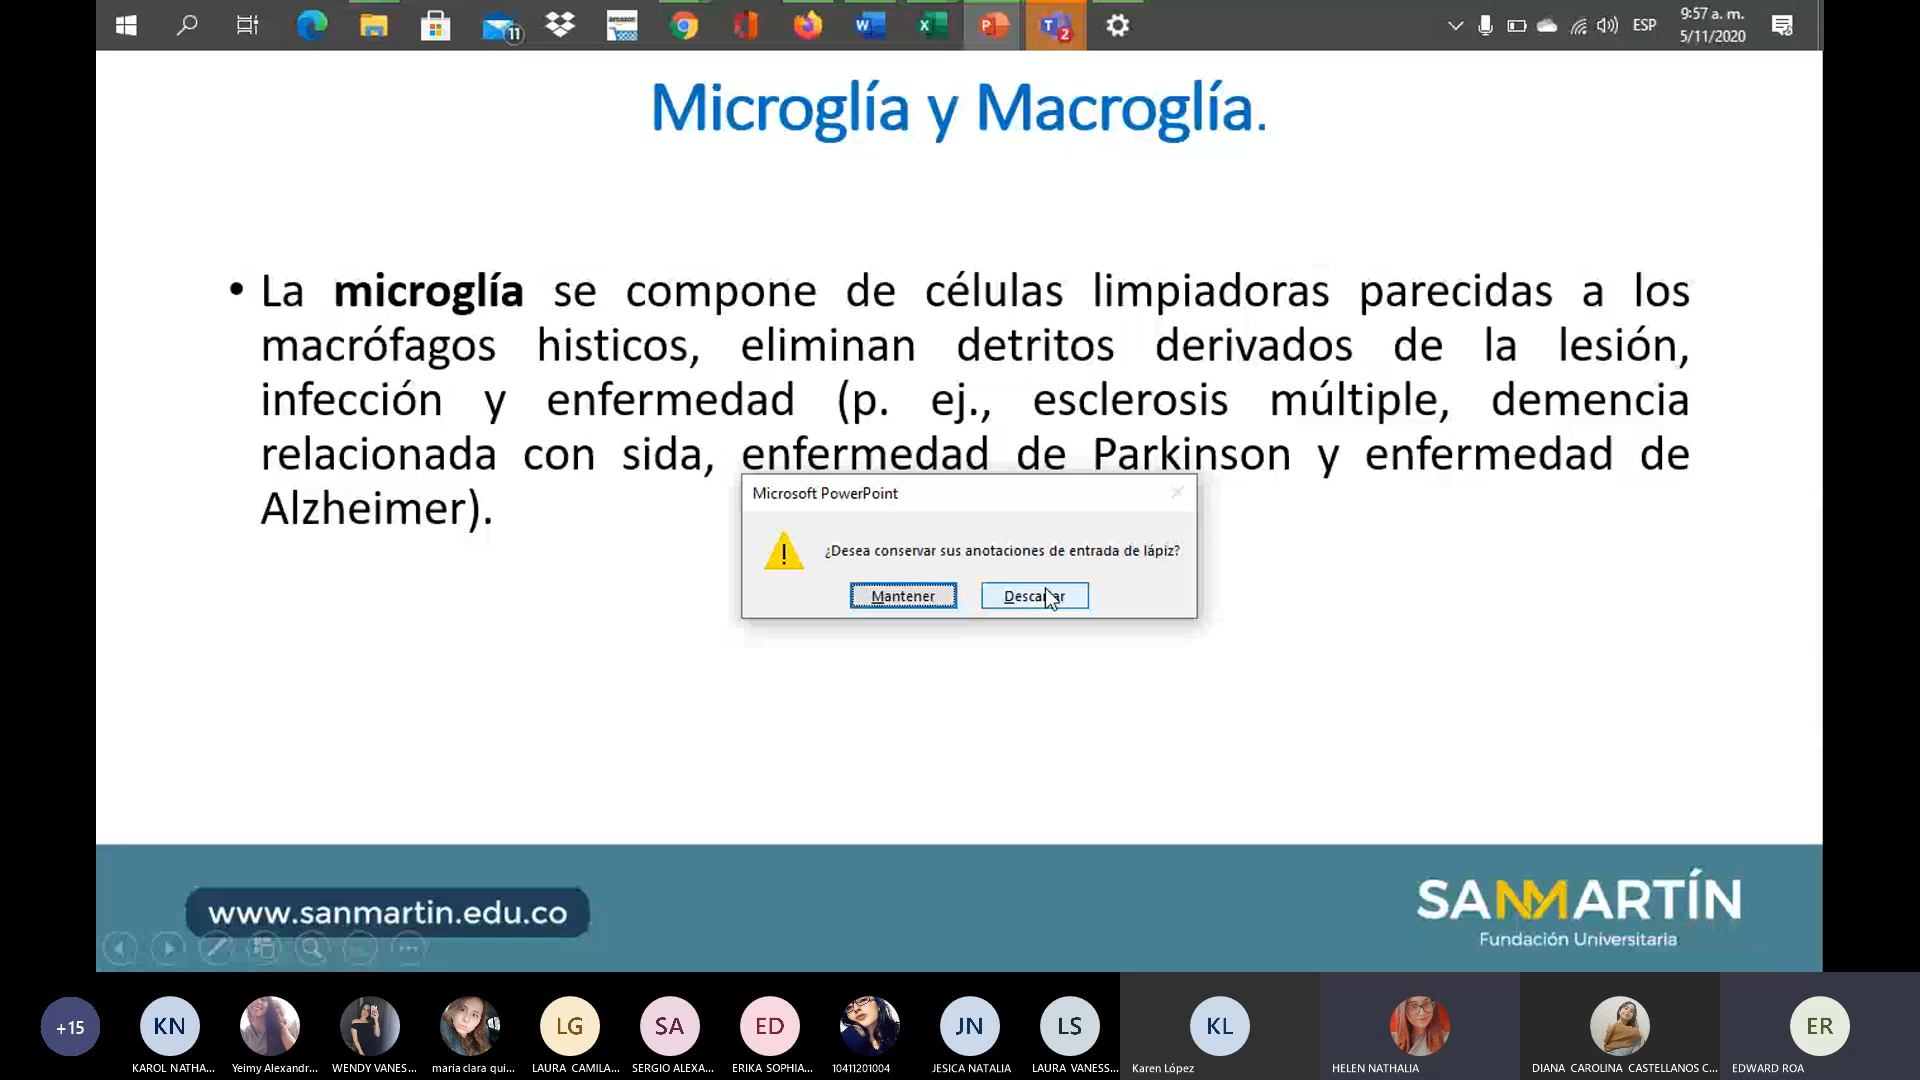 11
amazon
2
ESP
9:57 a. m.
5/11/2020
Microglía y Macroglía.
• La microglía se compone de células limpiadoras parecidas a los
macrófagos histicos, eliminan detritos derivados de la lesión,
infección y enfermedad (p. ej., esclerosis múltiple, demencia
relacionada con sida, enfermedad de Parkinson y enfermedad de
Alzheimer).
Microsoft PowerPoint
¿Desea conservar sus anotaciones de entrada de lápiz?
Mantener
www.sanmartin.edu.co
SANMARTÍN
Fundación Universitaria
+15
KN
LG
SA
ED
JN
LS
KL
ER
KAROL NATHA...
Yeimy Alexandr...
WENDY VANES...
maria clara qui...
LAURA CAMILA...
SERGIO ALEXA...
ERIKA SOPHIA...
10411201004
JESICA NATALIA
LAURA VANESS...
Karen López
HELEN NATHALIA
DIANA CAROLINA CASTELLANOS C...
EDWARD ROA